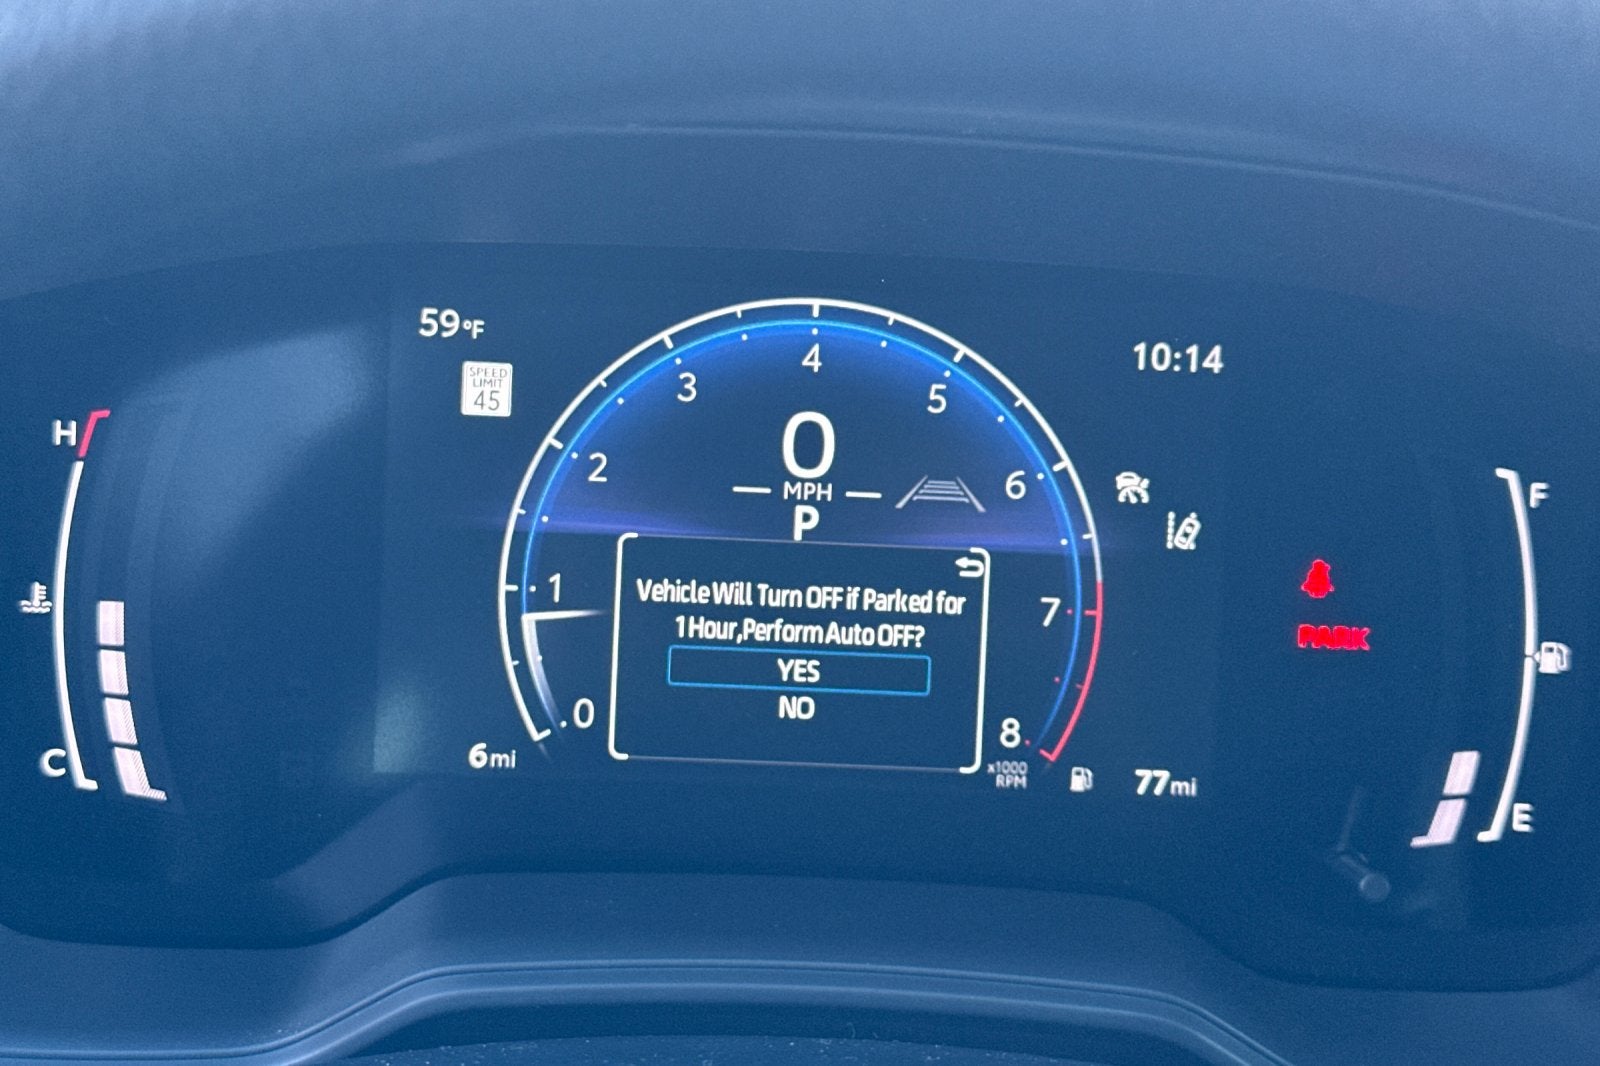 59°F
SPEED
LIMIT
45
10:14
H
C
0
1
2
3
4
5
6
7
8
x1000
RPM
0
MPH
P
Vehicle Will Turn OFF if Parked for
1 Hour,Perform Auto OFF?
YES
NO
6mi
77mi
PARK
F
E